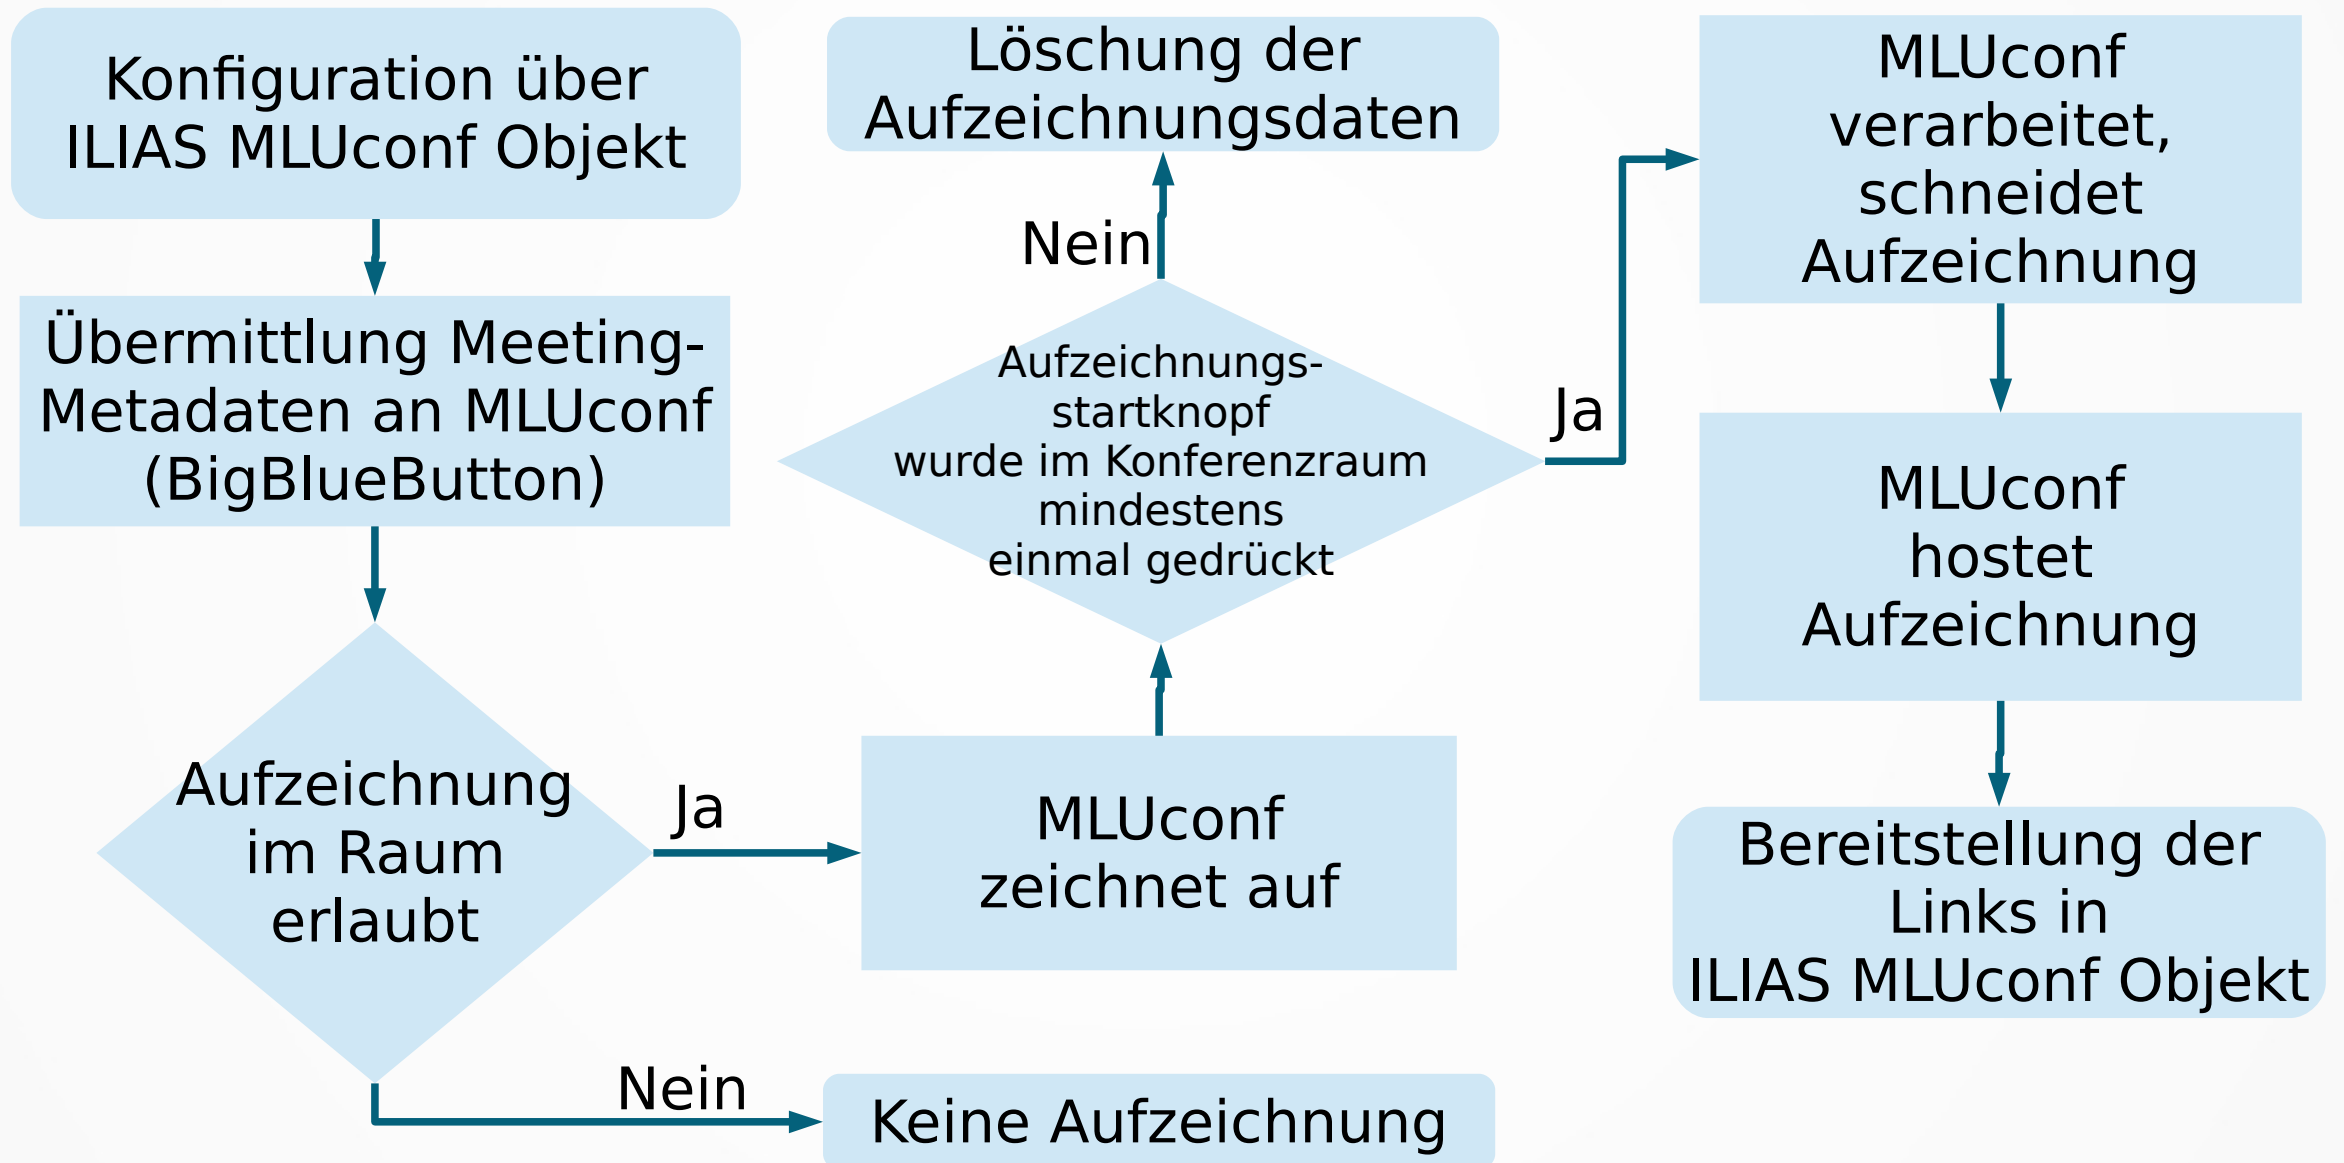 Konfiguration über
ILIAS MLUconf Objekt
Übermittlung Meeting-
Metadaten an MLUconf
(BigBlueButton)
Aufzeichnung
im Raum
erlaubt
Ja
Nein
Keine Aufzeichnung
MLUconf
zeichnet auf
Aufzeichnungs-
startknopf
wurde im Konferenzraum
mindestens
einmal gedrückt
Nein
Löschung der
Aufzeichnungsdaten
Ja
MLUconf
verarbeitet,
schneidet
Aufzeichnung
MLUconf
hostet
Aufzeichnung
Bereitstellung der
Links in
ILIAS MLUconf Objekt